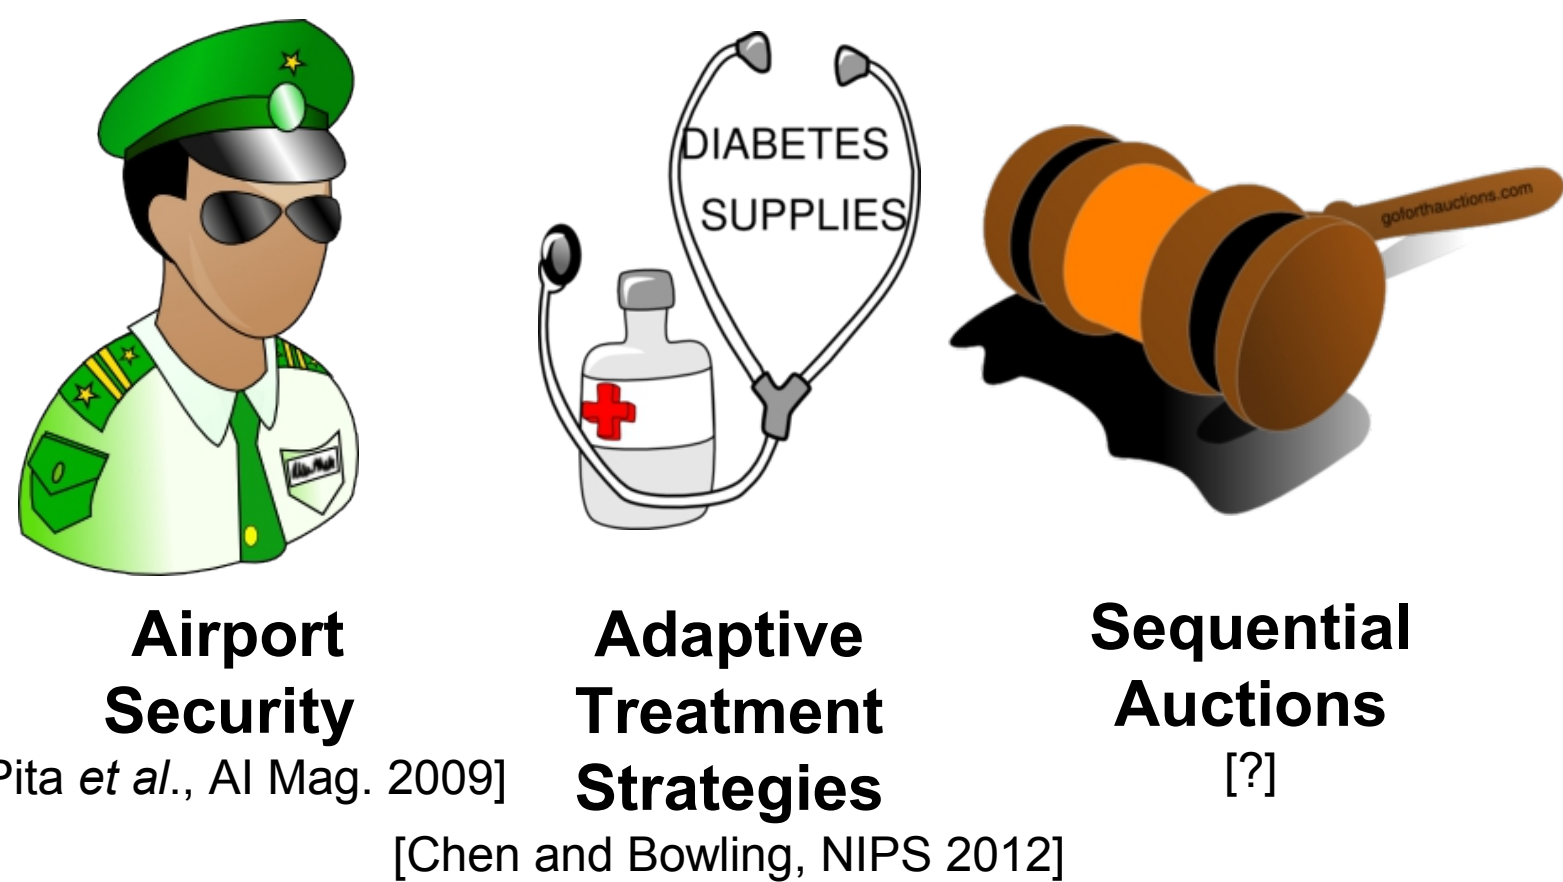 DIABETES
SUPPLIES
goforthauctions.com
Airport
Security
Pita et al., AI Mag. 2009]
Adaptive
Treatment
Strategies
[Chen and Bowling, NIPS 2012]
Sequential
Auctions
[?]